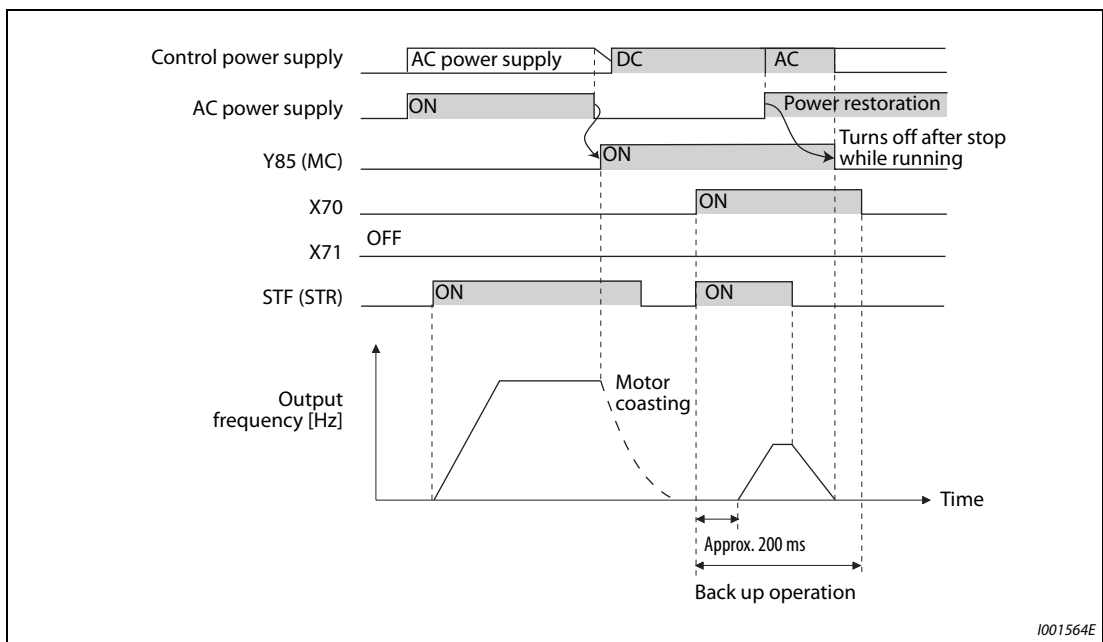 Control power supply
AC power supply
DC
AC
AC power supply
ON
Power restoration
Turns off after stop
while running
Y85 (MC)
ON
X70
ON
X71
OFF
STF (STR)
ON
ON
Output
frequency [Hz]
Motor
coasting
Time
Approx. 200 ms
Back up operation
I001564E